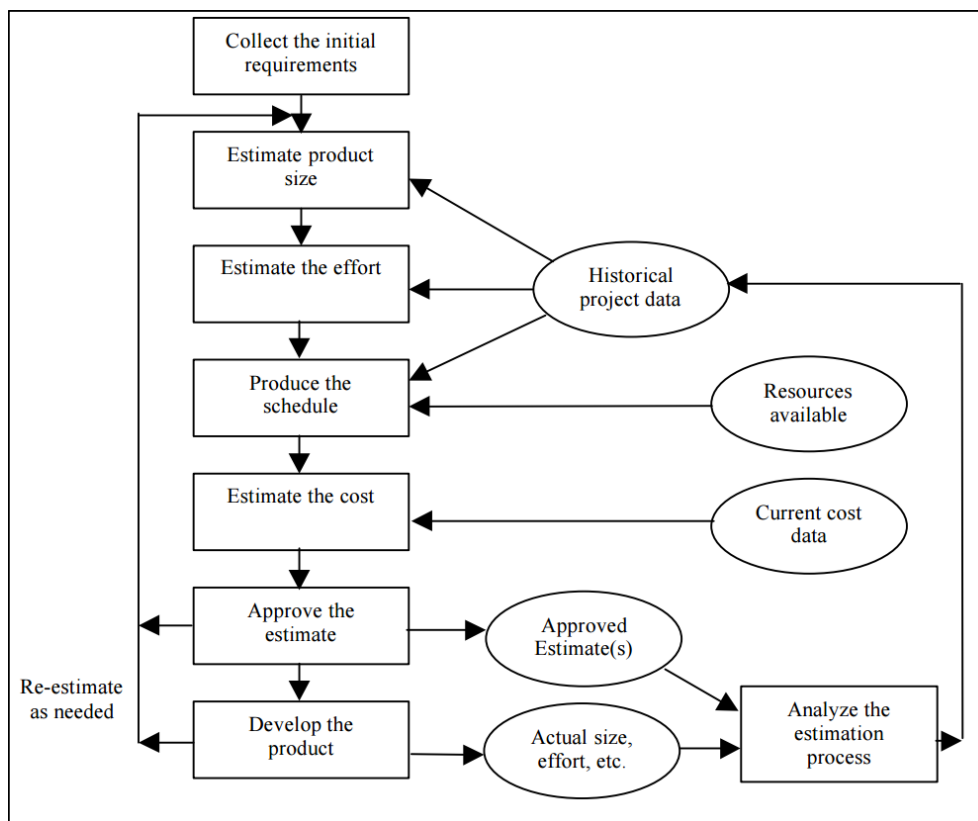 Collect the initial
requirements
Estimate product
size
Estimate the effort
Historical
project data
Produce the
schedule
Resources
available
Estimate the cost
Current cost
data
Approve the
estimate
Approved
Estimate(s)
Re-estimate
as needed
Develop the
product
Actual size,
effort, etc.
Analyze the
estimation
process